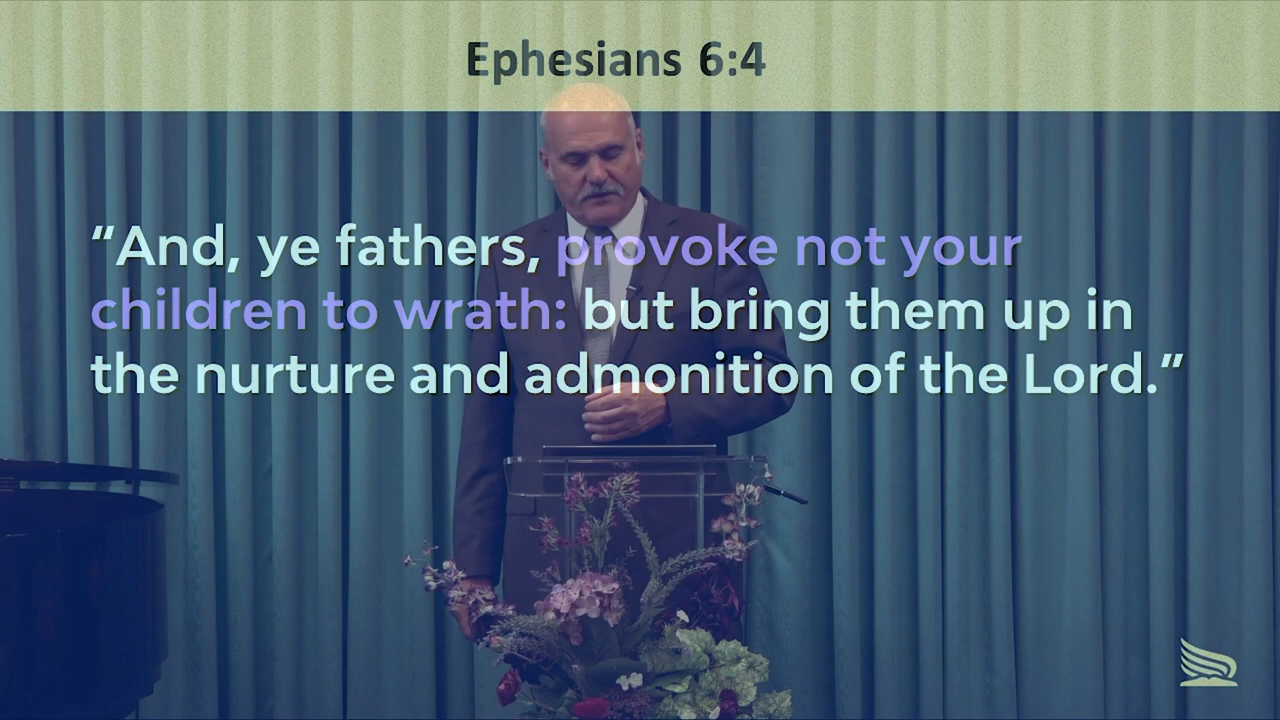 Ephesians 6:4
“And, ye fathers, provoke not your
children to wrath: but bring them up in
the nurture and admonition of the Lord.“